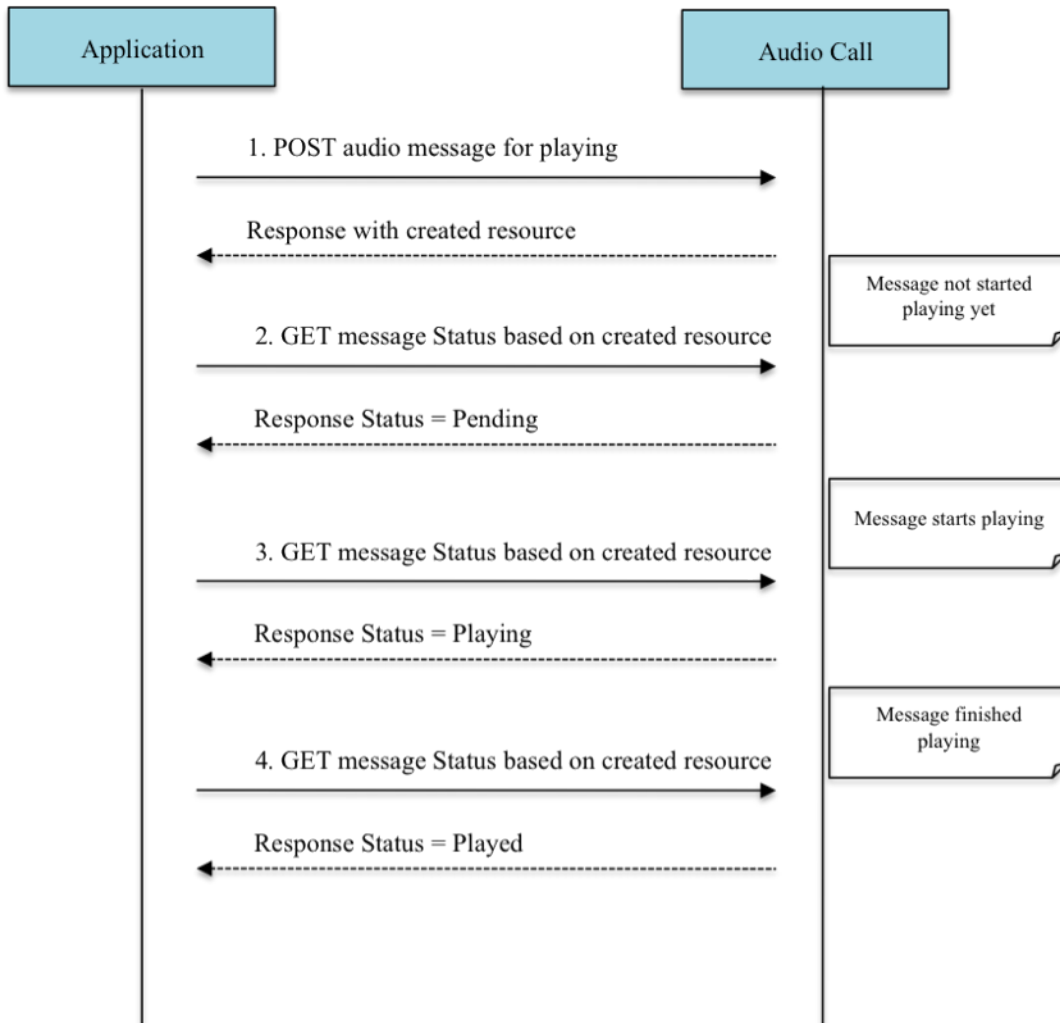 Application
Audio Call
1. POST audio message for playing
Response with created resource
Message not started
playing yet
2. GET message Status based on created resource
Response Status = Pending
Message starts playing
3. GET message Status based on created resource
Response Status = Playing
Message finished
playing
4. GET message Status based on created resource
Response Status = Played